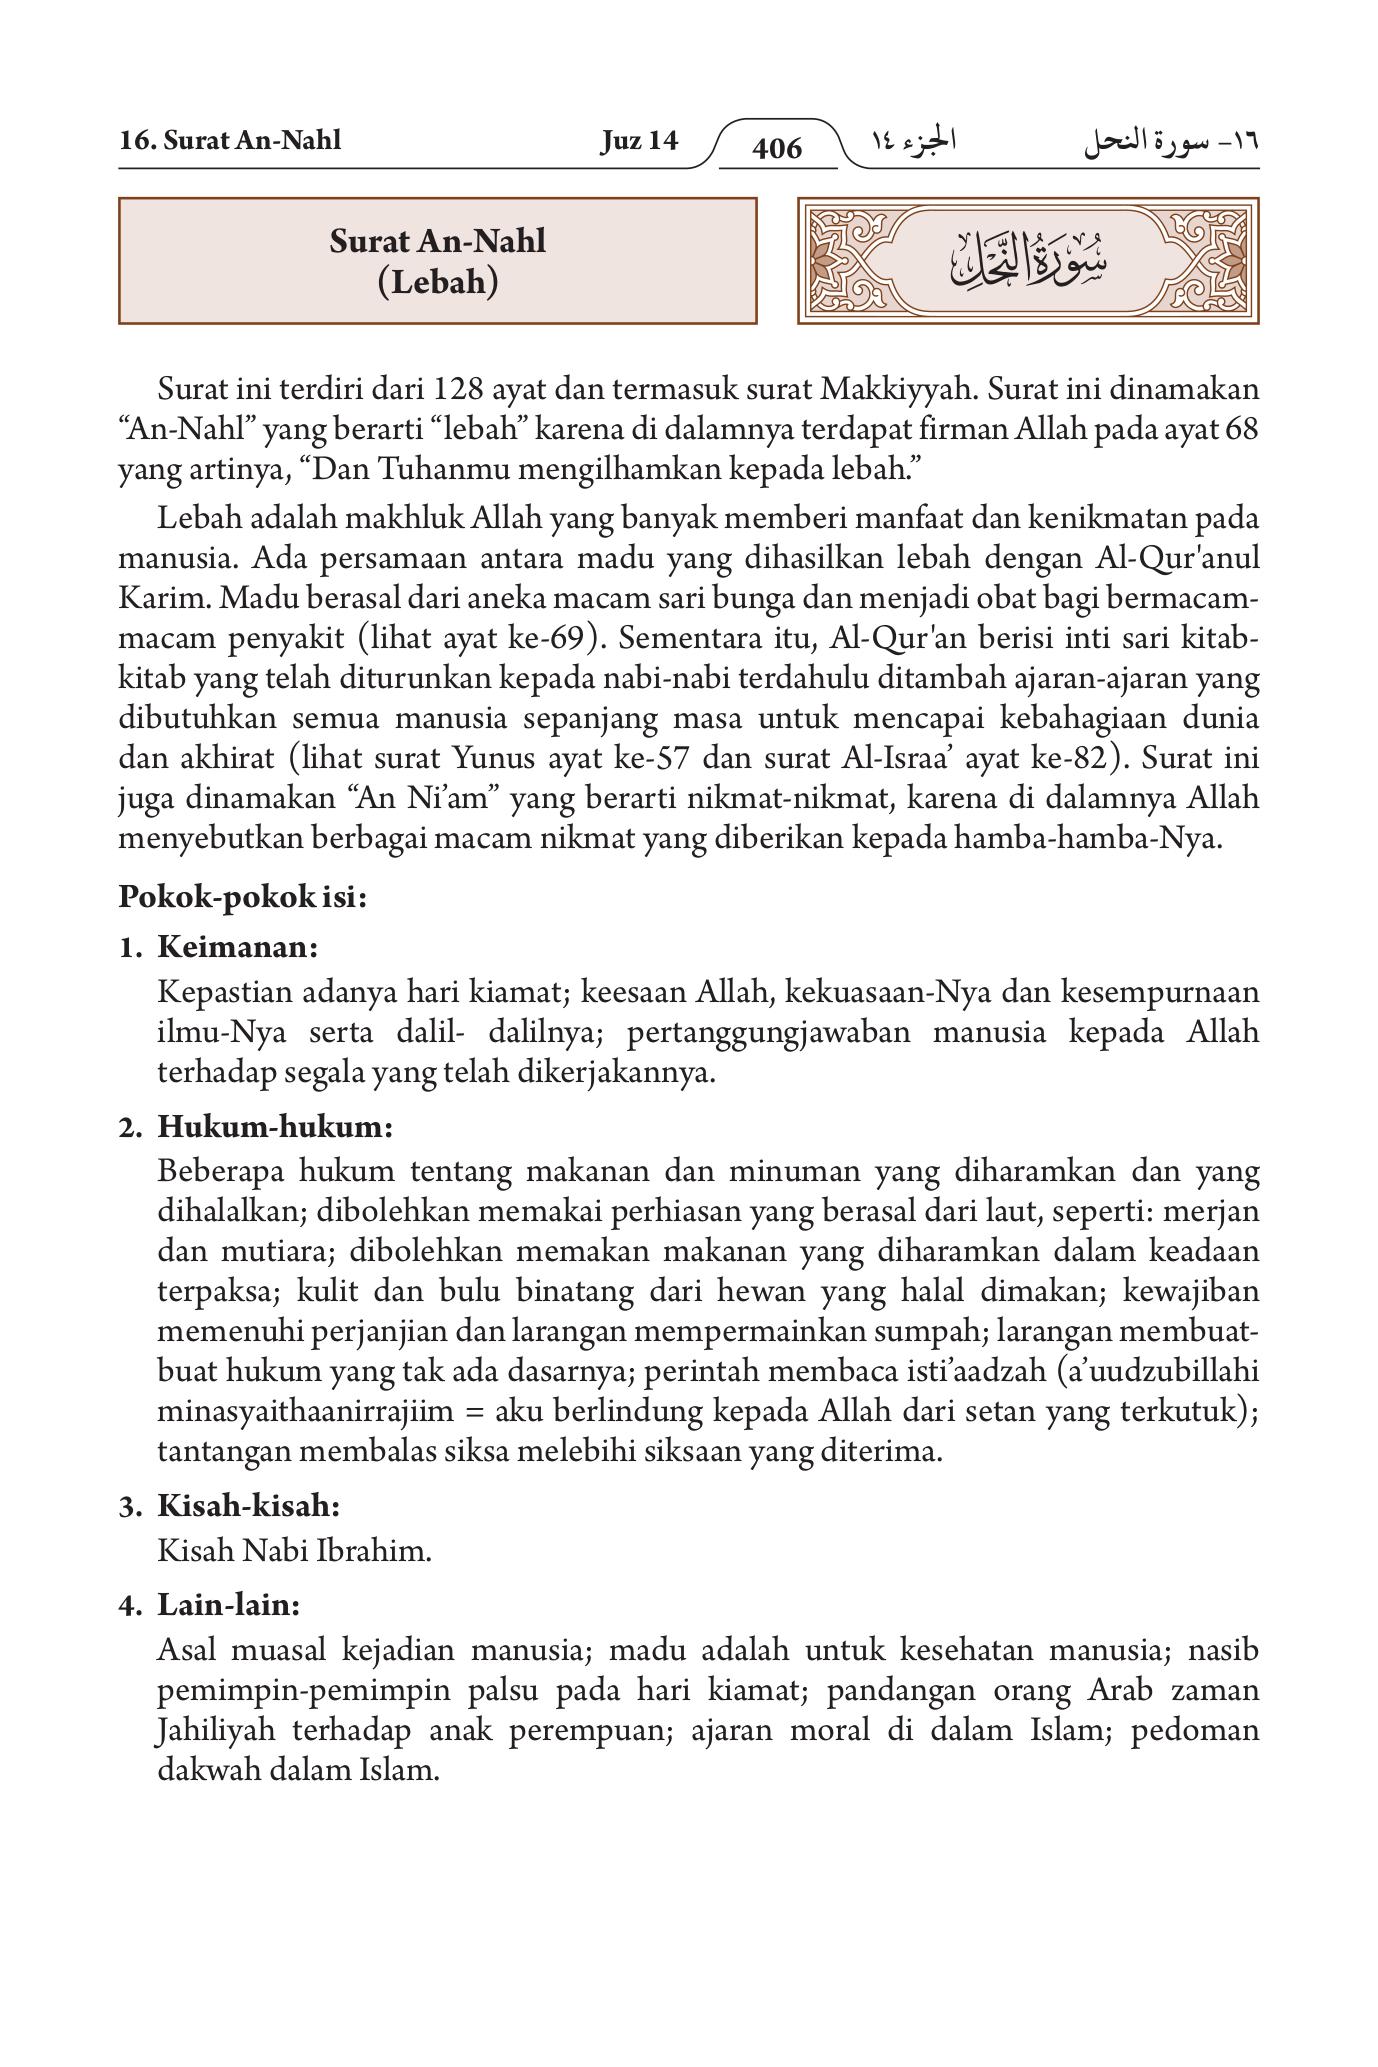 16. Surat An-Nahl Juz 14 406 الجزء ١٤ ١٦- سورة النحل
Surat An-Nahl
(Lebah)
سُورَةُ النَّحْلِ
Surat ini terdiri dari 128 ayat dan termasuk surat Makkiyyah. Surat ini dinamakan
“An-Nahl” yang berarti “lebah” karena di dalamnya terdapat firman Allah pada ayat 68
yang artinya, “Dan Tuhanmu mengilhamkan kepada lebah.”
Lebah adalah makhluk Allah yang banyak memberi manfaat dan kenikmatan pada
manusia. Ada persamaan antara madu yang dihasilkan lebah dengan Al-Qur'anul
Karim. Madu berasal dari aneka macam sari bunga dan menjadi obat bagi bermacam-
macam penyakit (lihat ayat ke-69). Sementara itu, Al-Qur'an berisi inti sari kitab-
kitab yang telah diturunkan kepada nabi-nabi terdahulu ditambah ajaran-ajaran yang
dibutuhkan semua manusia sepanjang masa untuk mencapai kebahagiaan dunia
dan akhirat (lihat surat Yunus ayat ke-57 dan surat Al-Israa’ ayat ke-82). Surat ini
juga dinamakan “An Ni’am” yang berarti nikmat-nikmat, karena di dalamnya Allah
menyebutkan berbagai macam nikmat yang diberikan kepada hamba-hamba-Nya.
Pokok-pokok isi:
1. Keimanan:
Kepastian adanya hari kiamat; keesaan Allah, kekuasaan-Nya dan kesempurnaan
ilmu-Nya serta dalil- dalilnya; pertanggungjawaban manusia kepada Allah
terhadap segala yang telah dikerjakannya.
2. Hukum-hukum:
Beberapa hukum tentang makanan dan minuman yang diharamkan dan yang
dihalalkan; dibolehkan memakai perhiasan yang berasal dari laut, seperti: merjan
dan mutiara; dibolehkan memakan makanan yang diharamkan dalam keadaan
terpaksa; kulit dan bulu binatang dari hewan yang halal dimakan; kewajiban
memenuhi perjanjian dan larangan mempermainkan sumpah; larangan membuat-
buat hukum yang tak ada dasarnya; perintah membaca isti’aadzah (a’uudzubillahi
minasyaithaanirrajiim = aku berlindung kepada Allah dari setan yang terkutuk);
tantangan membalas siksa melebihi siksaan yang diterima.
3. Kisah-kisah:
Kisah Nabi Ibrahim.
4. Lain-lain:
Asal muasal kejadian manusia; madu adalah untuk kesehatan manusia; nasib
pemimpin-pemimpin palsu pada hari kiamat; pandangan orang Arab zaman
Jahiliyah terhadap anak perempuan; ajaran moral di dalam Islam; pedoman
dakwah dalam Islam.